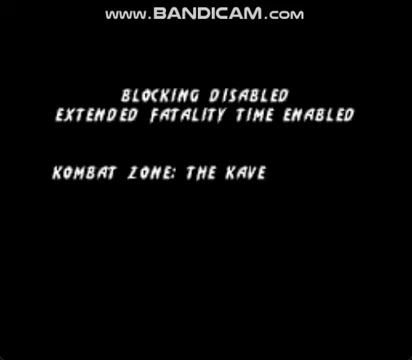 www.BANDICAM.com
BLOCKING DISABLED
EXTENDED FATALITY TIME ENABLED
KOMBAT ZONE: THE KAVE